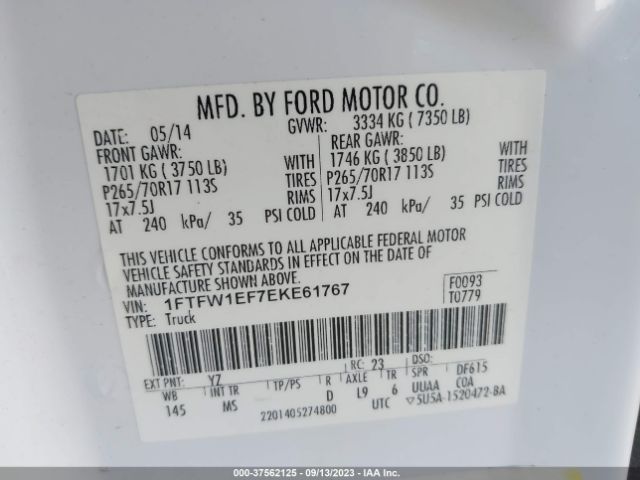 MFD. BY FORD MOTOR CO.
DATE: 05/14 GVWR: 3334 KG ( 7350 LB)
FRONT GAWR: REAR GAWR:
1701 KG ( 3750 LB) WITH 1746 KG ( 3850 LB) WITH
P265/70R17 113S TIRES P265/70R17 113S TIRES
17x7.5J RIMS 17x7.5J RIMS
AT 240 kPa/ 35 PSI COLD AT 240 kPa/ 35 PSI COLD
THIS VEHICLE CONFORMS TO ALL APPLICABLE FEDERAL MOTOR
VEHICLE SAFETY STANDARDS IN EFFECT ON THE DATE OF
MANUFACTURE SHOWN ABOVE.
VIN: 1FTFW1EF7EKE61767 F0093
TYPE: Truck T0779
EXT PNT: YZ RC: 23 DSO:
WB INT TR TP/PS R AXLE TR SPR DF615
145 MS D L9 6 UUAA COA
2201405274800 UTC ▽5U5A-1520472-BA
000-37562125 - 09/13/2023 - IAA Inc.